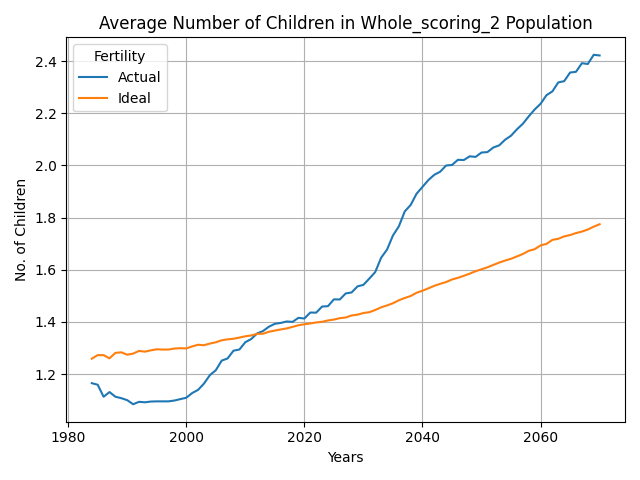 Average Number of Children in Whole_scoring_2 Population
Fertility
Actual
Ideal
No. of Children
2.4
2.2
2.0
1.8
1.6
1.4
1.2
1980
2000
2020
2040
2060
Years